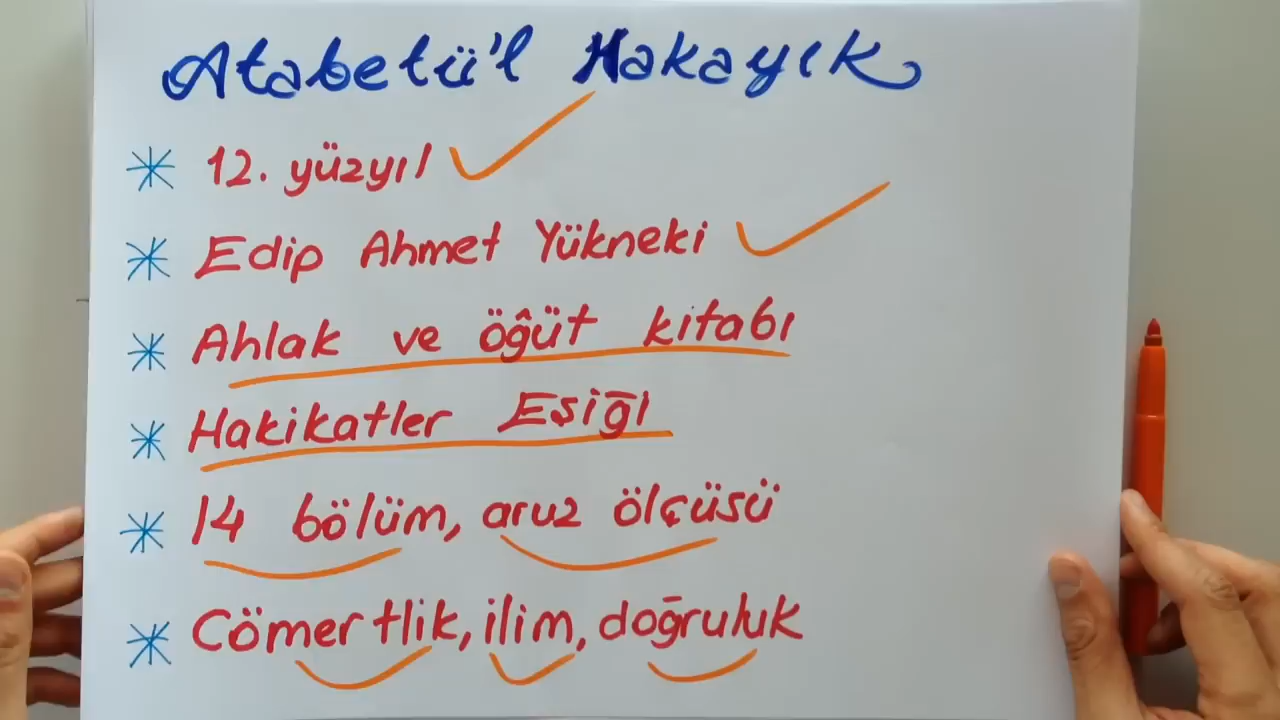 Atabetü'l Hakayık
* 12. yüzyıl
* Edip Ahmet Yükneki
* Ahlak ve öğüt kitabı
* Hakikatler Eşiği
* 14 bölüm, aruz ölçüsü
* Cömertlik, ilim, doğruluk